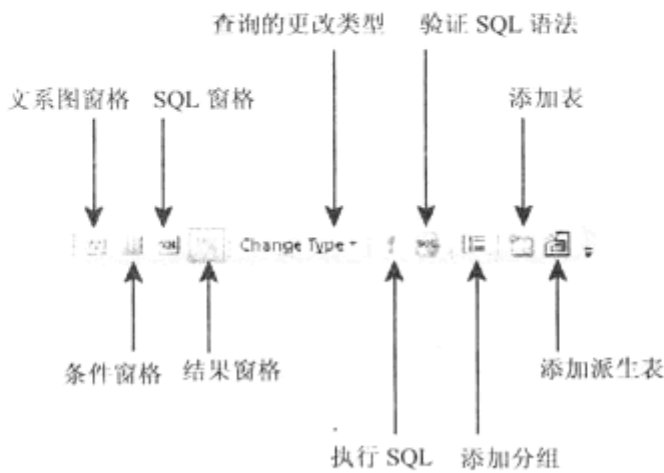 查询的更改类型 验证 SQL 语法
文系图窗格 SQL 窗格 添加表
Change Type
条件窗格 结果窗格 添加派生表
执行 SQL 添加分组